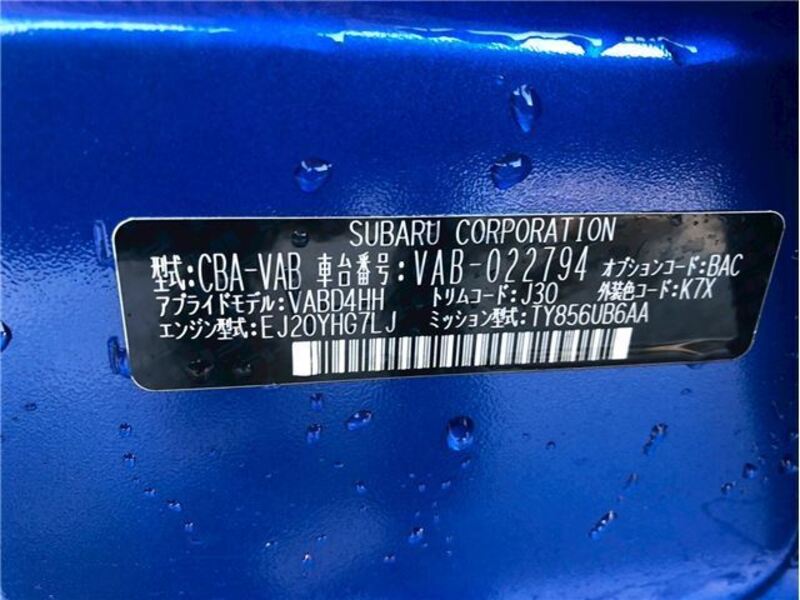 SUBARU CORPORATION
型式:CBA-VAB 車台番号:VAB-022794 オプションコード:BAC
アプライドモデル:VABD4HH トリムコード:J30 外装色コード:K7X
エンジン型式:EJ20YHG7LJ ミッション型式:TY856UB6AA